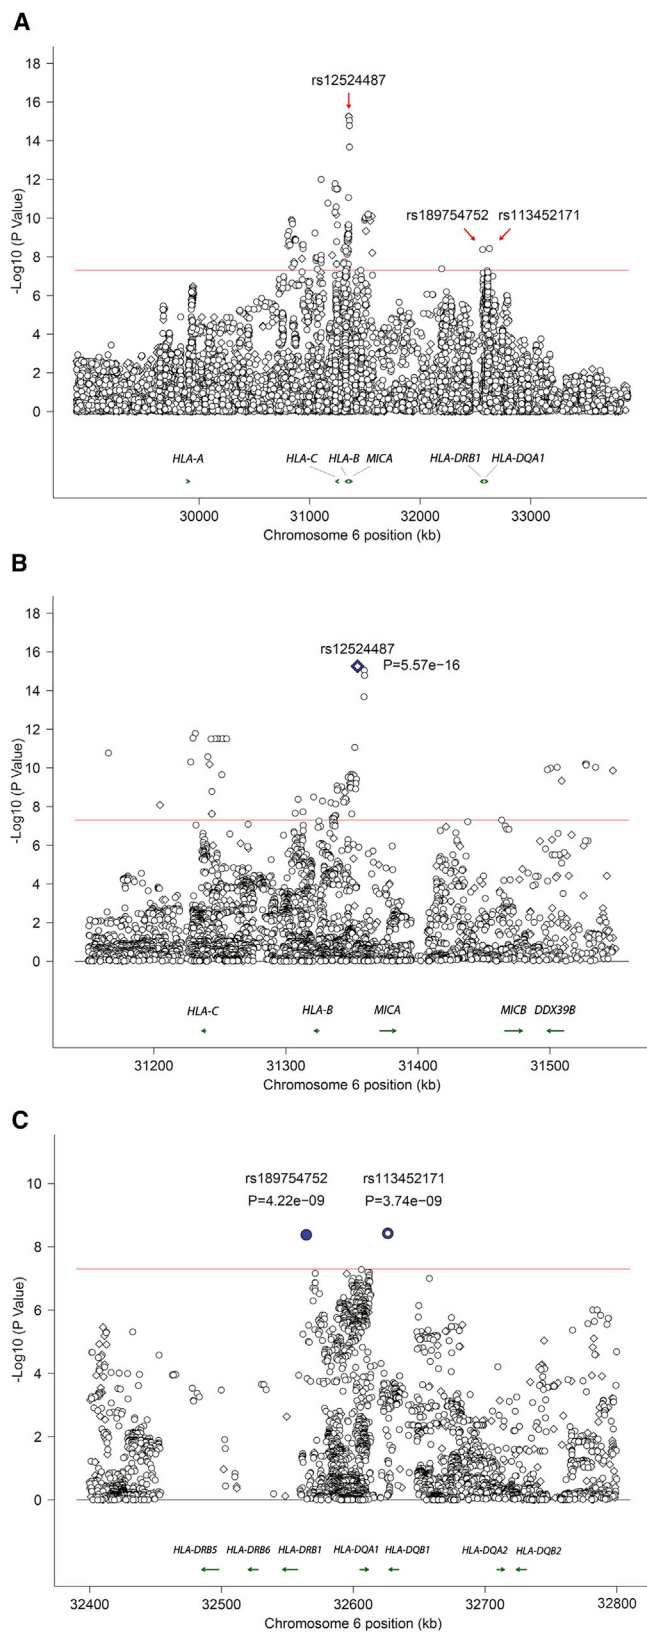 A
18
16
14
12
10
8
6
4
2
0
-Log10 (P Value)
rs12524487
rs189754752 rs113452171
HLA-A HLA-C HLA-B MICA HLA-DRB1 HLA-DQA1
30000 31000 32000 33000
Chromosome 6 position (kb)
B
18
16
14
12
10
8
6
4
2
0
-Log10 (P Value)
rs12524487
P=5.57e−16
HLA-C HLA-B MICA MICB DDX39B
31200 31300 31400 31500
Chromosome 6 position (kb)
C
10
8
6
4
2
0
-Log10 (P Value)
rs189754752 rs113452171
P=4.22e−09 P=3.74e−09
HLA-DRB5 HLA-DRB6 HLA-DRB1 HLA-DQA1 HLA-DQB1 HLA-DQA2 HLA-DQB2
32400 32500 32600 32700 32800
Chromosome 6 position (kb)